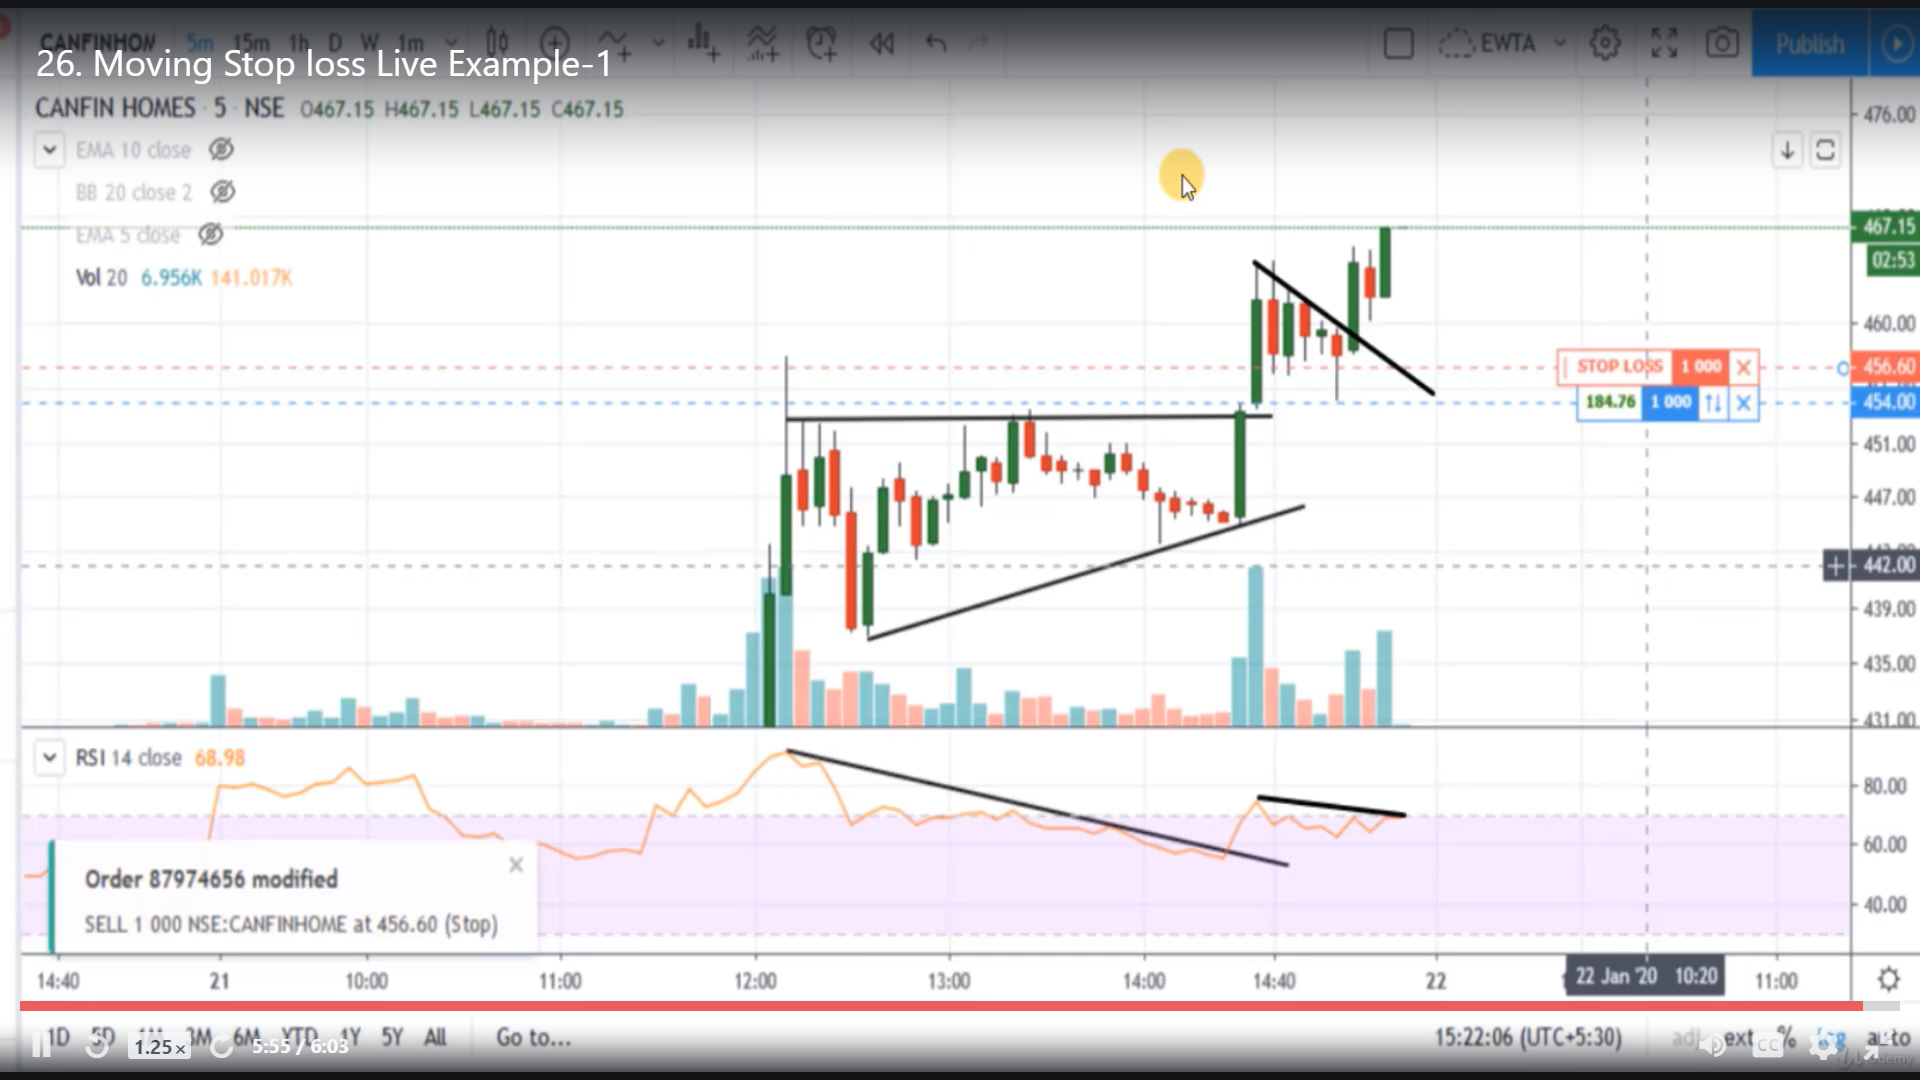 CANFINHOM 5m 15m 1h D W 1m EWTA Publish
26. Moving Stop loss Live Example-1
CANFIN HOMES · 5 · NSE O467.15 H467.15 L467.15 C467.15
476.00
EMA 10 close
BB 20 close 2
EMA 5 close
467.15
02:53
Vol 20 6.956K 141.017K
460.00
STOP LOSS 1 000 456.60
184.76 1 000 454.00
451.00
447.00
442.00
439.00
435.00
431.00
RSI 14 close 68.98
80.00
60.00
40.00
Order 87974656 modified
SELL 1 000 NSE:CANFINHOME at 456.60 (Stop)
14:40 21 10:00 11:00 12:00 13:00 14:00 14:40 22 22 Jan '20 10:20 11:00
1D 5D 1M 3M 6M YTD 1Y 5Y All Go to... 15:22:06 (UTC+5:30) adj ext % log auto
1.25x 5:55 / 6:03 CC